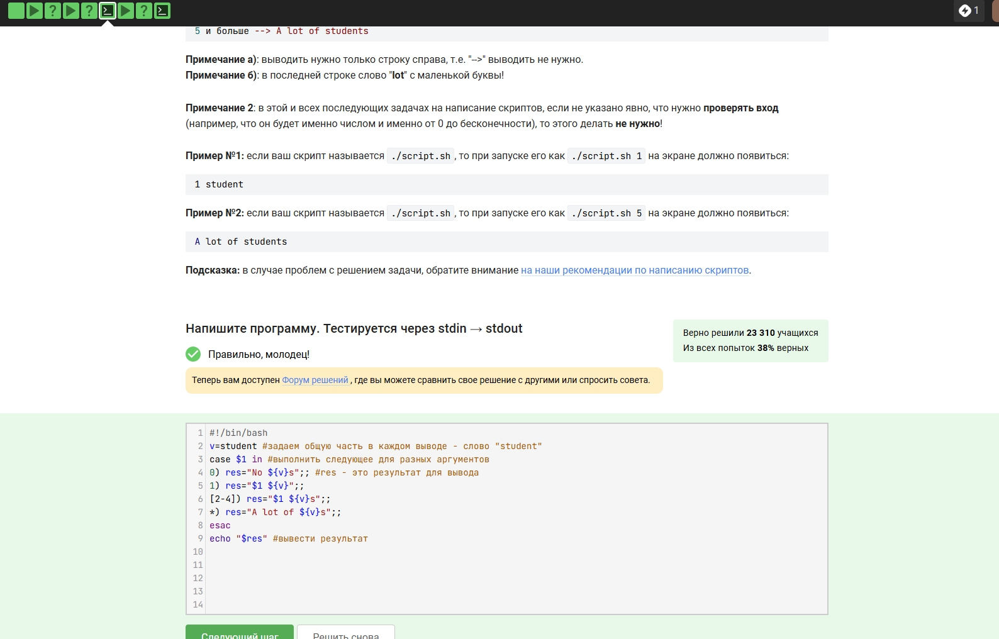 1
5 и больше --> A lot of students
Примечание а): выводить нужно только строку справа, т.е. "-->" выводить не нужно.
Примечание б): в последней строке слово "lot" с маленькой буквы!
Примечание 2: в этой и всех последующих задачах на написание скриптов, если не указано явно, что нужно проверять вход
(например, что он будет именно числом и именно от 0 до бесконечности), то этого делать не нужно!
Пример №1: если ваш скрипт называется ./script.sh , то при запуске его как ./script.sh 1 на экране должно появиться:
1 student
Пример №2: если ваш скрипт называется ./script.sh , то при запуске его как ./script.sh 5 на экране должно появиться:
A lot of students
Подсказка: в случае проблем с решением задачи, обратите внимание на наши рекомендации по написанию скриптов.
Напишите программу. Тестируется через stdin → stdout
Верно решили 23 310 учащихся
Из всех попыток 38% верных
Правильно, молодец!
Теперь вам доступен Форум решений , где вы можете сравнить свое решение с другими или спросить совета.
1 #!/bin/bash
2 v=student #задаем общую часть в каждом выводе - слово "student"
3 case $1 in #выполнить следующее для разных аргументов
4 0) res="No ${v}s";; #res - это результат для вывода
5 1) res="$1 ${v}";;
6 [2-4]) res="$1 ${v}s";;
7 *) res="A lot of ${v}s";;
8 esac
9 echo "$res" #вывести результат
10
11
12
13
14
Следующий шаг
Решить снова